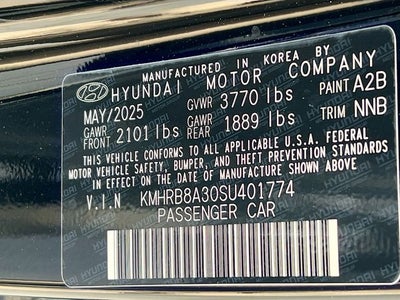 MANUFACTURED IN KOREA BY
HYUNDAI MOTOR COMPANY
MAY/2025 GVWR 3770 lbs PAINT A2B
GAWR FRONT 2101 lbs GAWR REAR 1889 lbs TRIM NNB
THIS VEHICLE CONFORMS TO ALL APPLICABLE U.S.A. FEDERAL
MOTOR VEHICLE SAFETY, BUMPER, AND THEFT PREVENTION STANDARDS
IN EFFECT ON THE DATE OF MANUFACTURE SHOWN ABOVE.
V.I.N KMHRB8A30SU401774
PASSENGER CAR